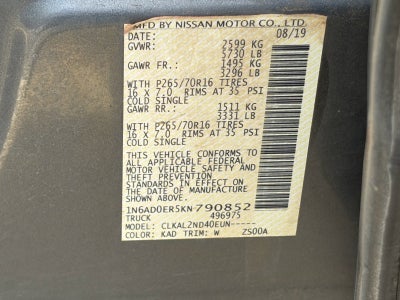 MFD BY NISSAN MOTOR CO., LTD.
DATE: 08/19
GVWR: 2599 KG
5730 LB
GAWR FR: 1495 KG
3296 LB
WITH P265/70R16 TIRES
16 x 7.0 RIMS AT 35 PSI
COLD SINGLE
GAWR RR: 1511 KG
3331 LB
WITH P265/70R16 TIRES
16 x 7.0 RIMS AT 35 PSI
COLD SINGLE
THIS VEHICLE CONFORMS TO
ALL APPLICABLE FEDERAL
MOTOR VEHICLE SAFETY AND
THEFT PREVENTION
STANDARDS IN EFFECT ON
THE DATE OF MANUFACTURE
SHOWN ABOVE.
1N6AD0ER5KN790852
TRUCK 496975
MODEL: CLKAL2ND40EUN-----
COLOR: KAD TRIM: W ZS00A